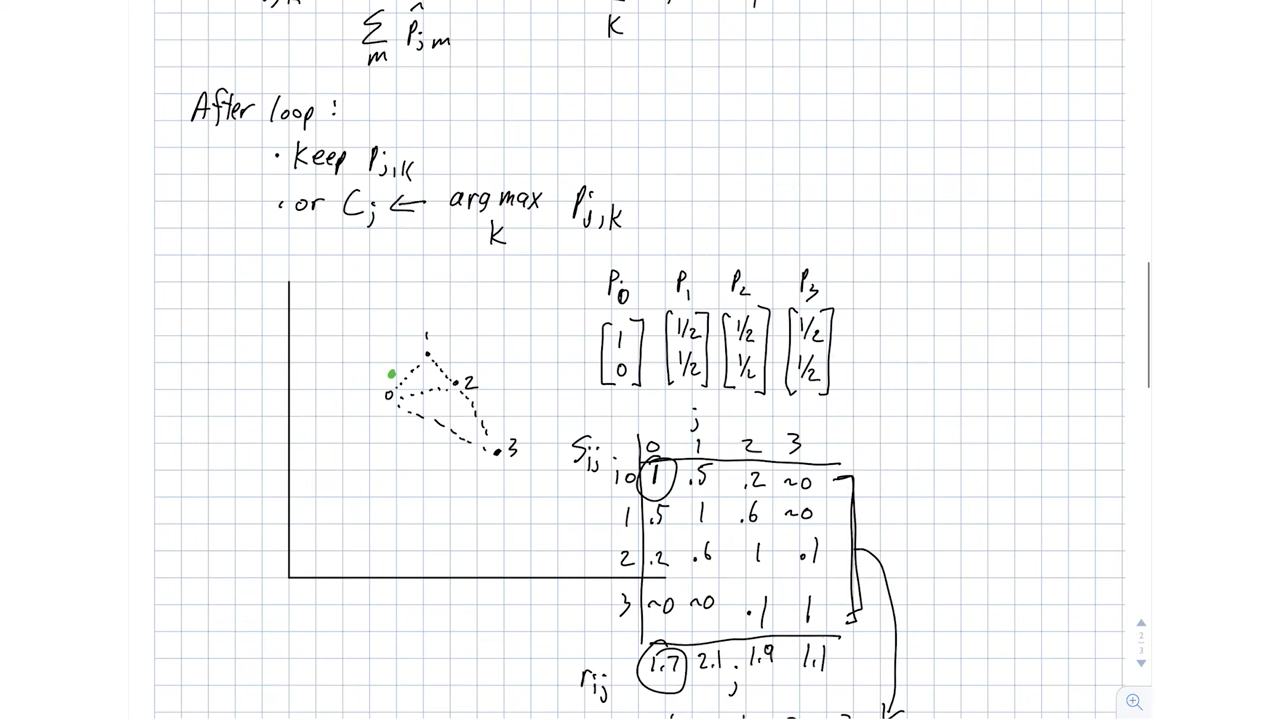 ∑ p̂ j m
m
K
After loop :
· Keep p j,k
· or C j ← arg max p j,k
K
P0 P1 P2 P3
[1 0] [1/2 1/2] [1/2 1/2] [1/2 1/2]
1
2
0
3
j
Sij 0 1 2 3
i 0 1 .5 .2 ~0
1 .5 1 .6 ~0
2 .2 .6 1 .1
3 ~0 ~0 .1 1
rij 1.7 2.1 1.9 1.1
j
2
3